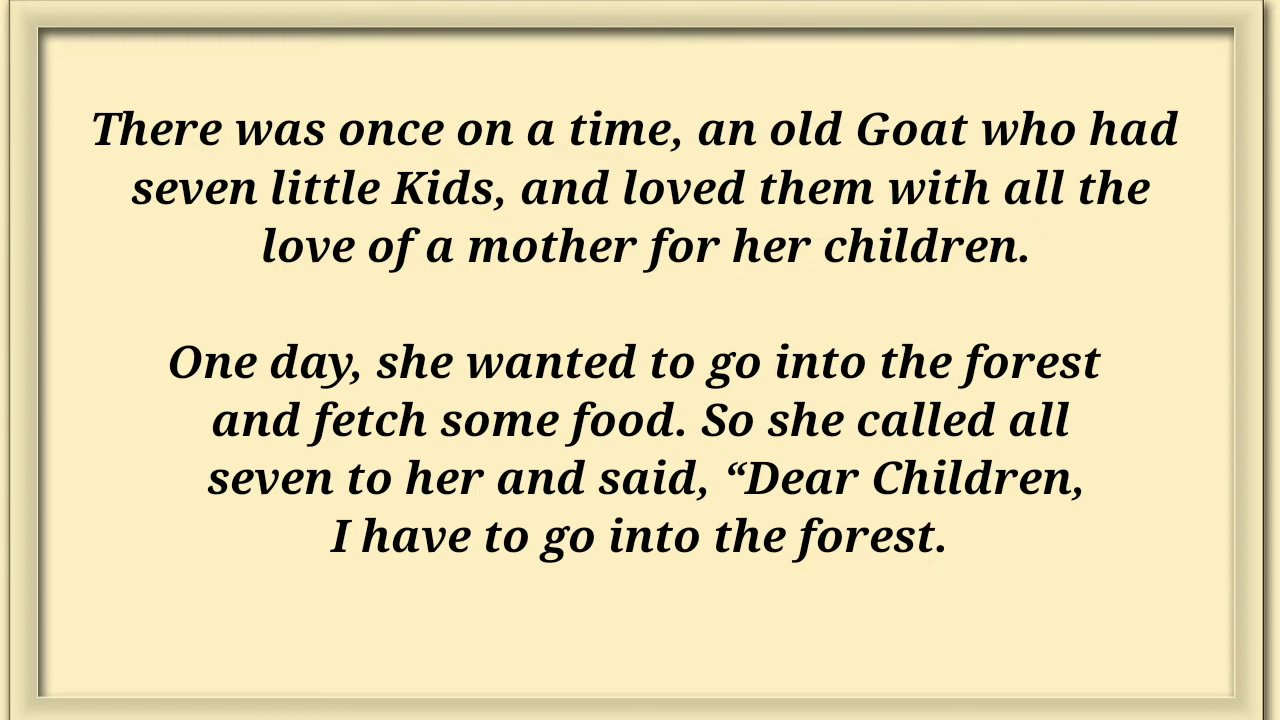 There was once on a time, an old Goat who had
seven little Kids, and loved them with all the
love of a mother for her children.
One day, she wanted to go into the forest
and fetch some food. So she called all
seven to her and said, “Dear Children,
I have to go into the forest.